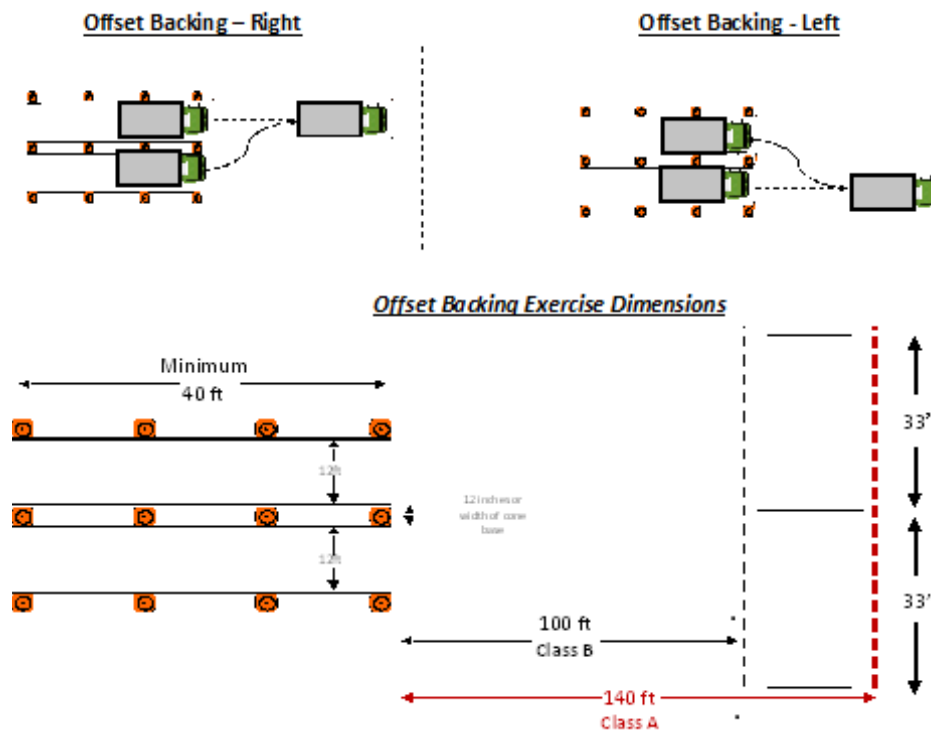 Offset Backing – Right
Offset Backing - Left
Offset Backing Exercise Dimensions
Minimum
40 ft
12ft
12ft
12 inches or
width of cone
base
33’
33’
100 ft
Class B
140 ft
Class A